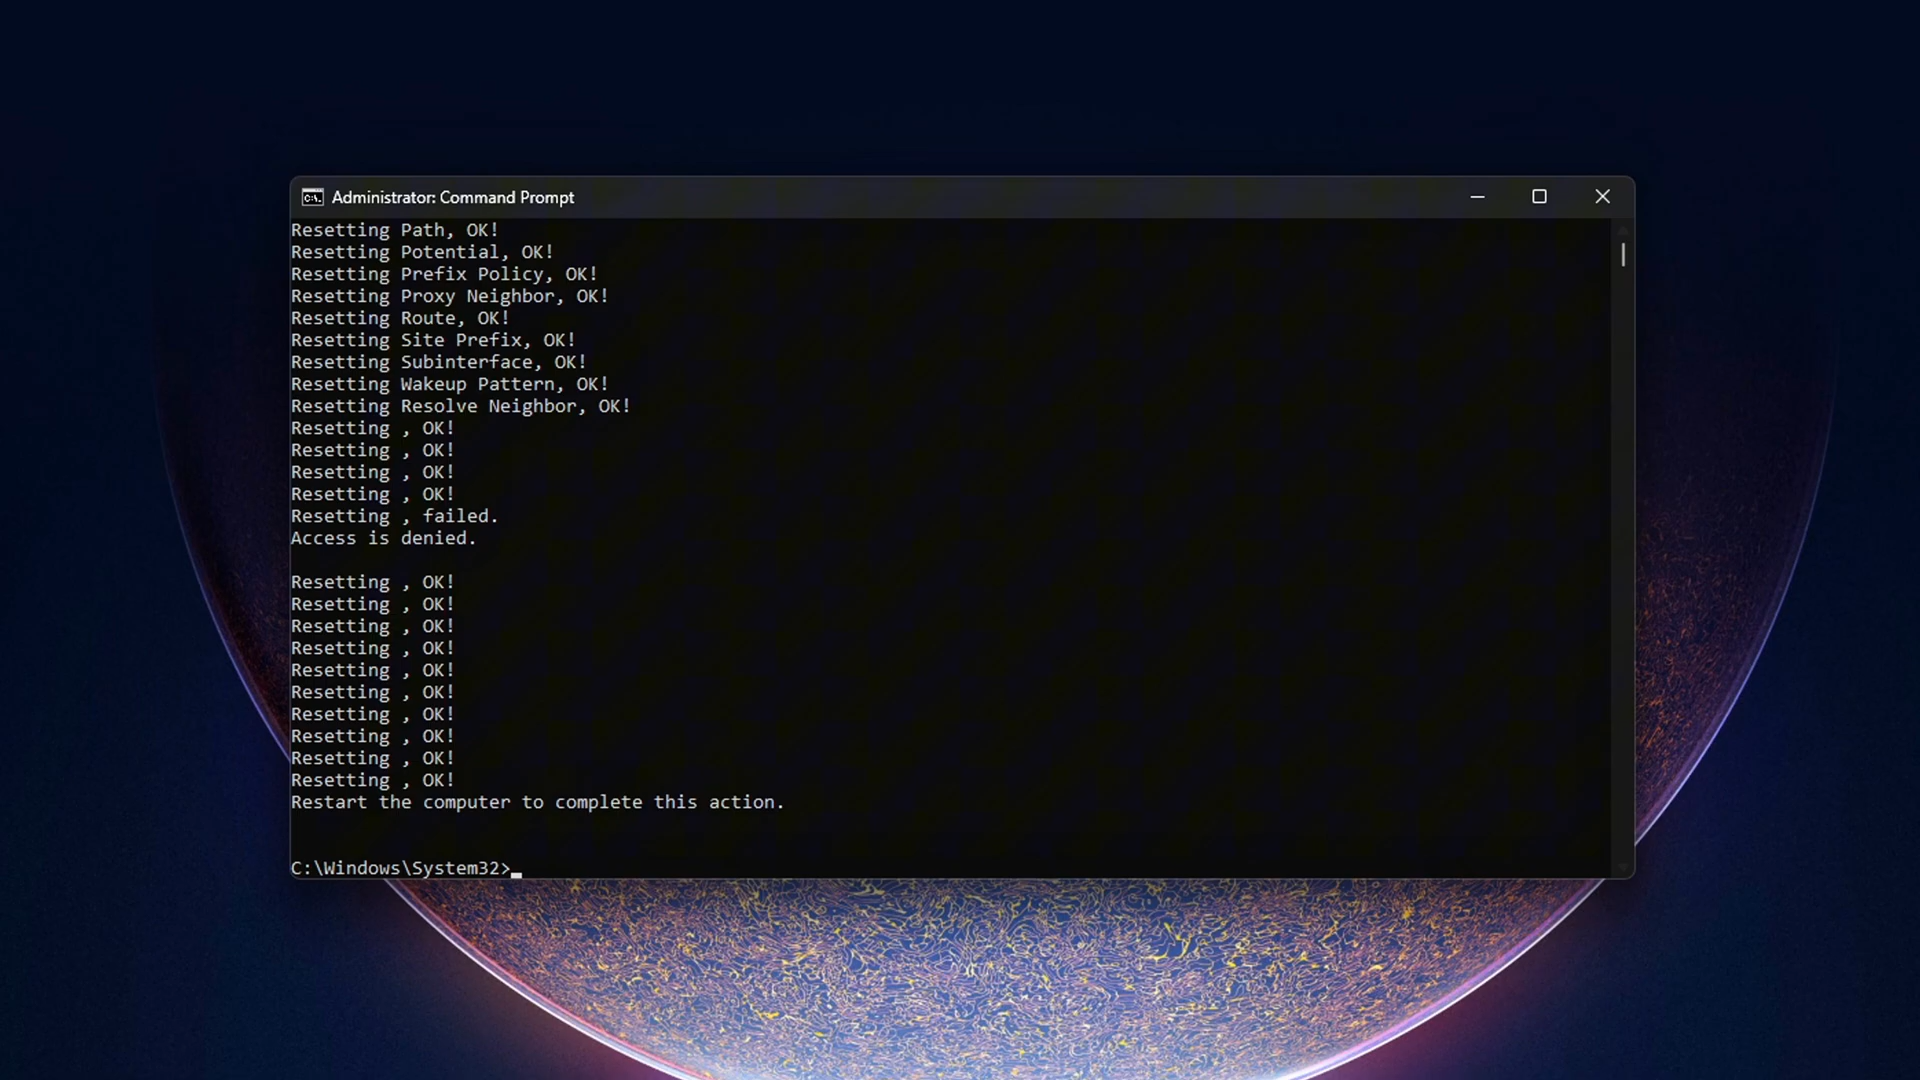 Administrator: Command Prompt
Resetting Path, OK!
Resetting Potential, OK!
Resetting Prefix Policy, OK!
Resetting Proxy Neighbor, OK!
Resetting Route, OK!
Resetting Site Prefix, OK!
Resetting Subinterface, OK!
Resetting Wakeup Pattern, OK!
Resetting Resolve Neighbor, OK!
Resetting , OK!
Resetting , OK!
Resetting , OK!
Resetting , OK!
Resetting , failed.
Access is denied.
Resetting , OK!
Resetting , OK!
Resetting , OK!
Resetting , OK!
Resetting , OK!
Resetting , OK!
Resetting , OK!
Resetting , OK!
Resetting , OK!
Resetting , OK!
Restart the computer to complete this action.
C:\Windows\System32>